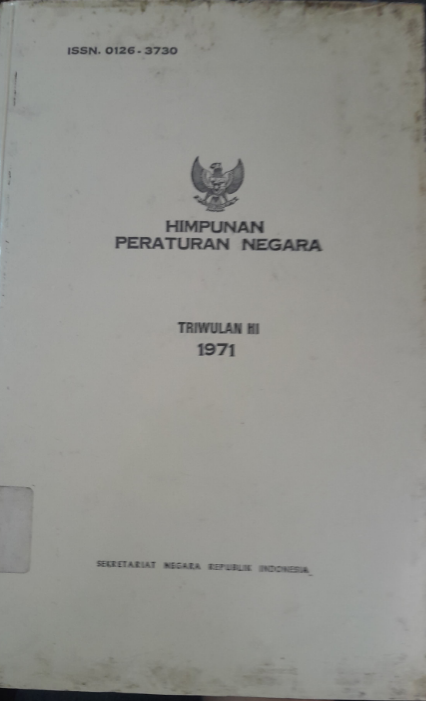 ISSN. 0126-3730
HIMPUNAN
PERATURAN NEGARA
TRIWULAN III
1971
SEKRETARIAT NEGARA REPUBLIK INDONESIA